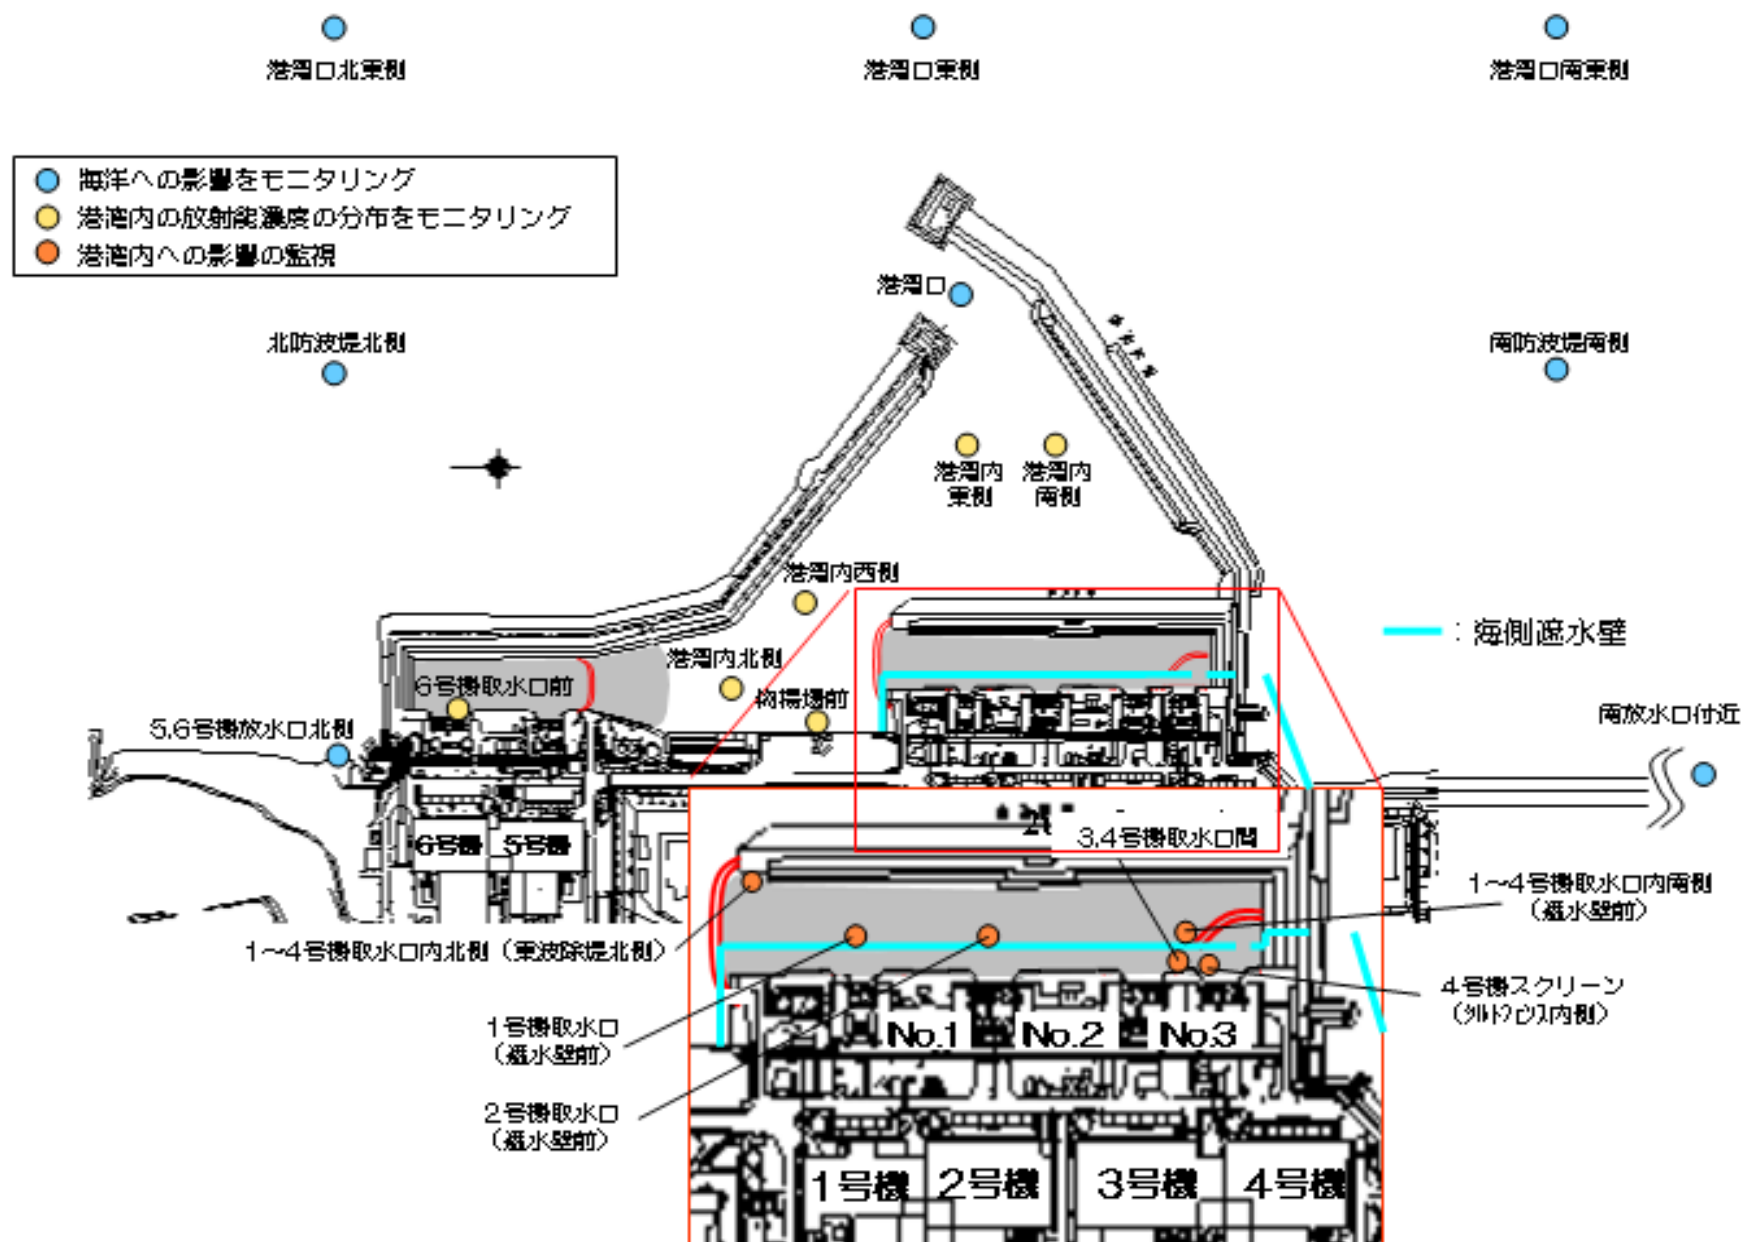 港湾口北東側
港湾口東側
港湾口南東側
海洋への影響をモニタリング
港湾内の放射能濃度の分布をモニタリング
港湾内への影響の監視
港湾口
北防波堤北側
南防波堤南側
港湾内
東側
港湾内
南側
港湾内西側
：海側遮水壁
港湾内北側
6号機取水口前
物揚場前
5,6号機放水口北側
南放水口付近
6号機
5号機
3,4号機取水口間
1～4号機取水口内南側
（遮水壁前）
1～4号機取水口内北側（東波除堤北側）
4号機スクリーン
（シルトフェンス内側）
1号機取水口
（遮水壁前）
No.1
No.2
No.3
2号機取水口
（遮水壁前）
1号機
2号機
3号機
4号機